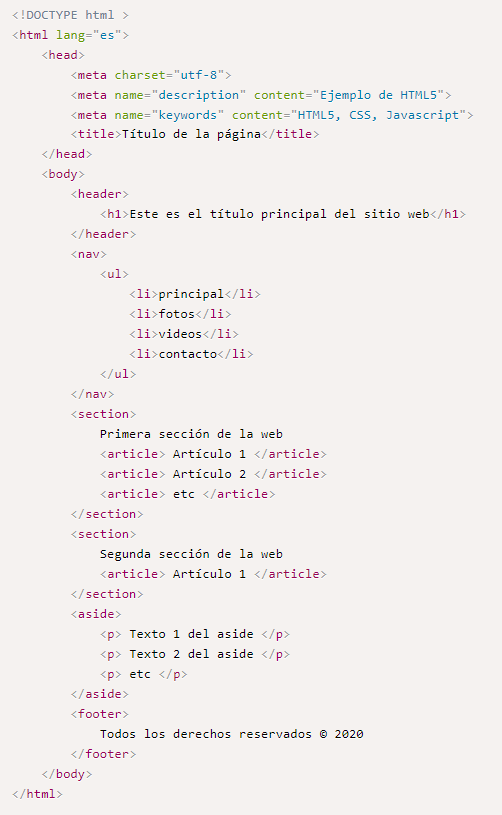 <!DOCTYPE html >
<html lang="es">
    <head>
        <meta charset="utf-8">
        <meta name="description" content="Ejemplo de HTML5">
        <meta name="keywords" content="HTML5, CSS, Javascript">
        <title>Título de la página</title>
    </head>
    <body>
        <header>
            <h1>Este es el título principal del sitio web</h1>
        </header>
        <nav>
            <ul>
                <li>principal</li>
                <li>fotos</li>
                <li>videos</li>
                <li>contacto</li>
            </ul>
        </nav>
        <section>
            Primera sección de la web
            <article> Artículo 1 </article>
            <article> Artículo 2 </article>
            <article> etc </article>
        </section>
        <section>
            Segunda sección de la web
            <article> Artículo 1 </article>
        </section>
        <aside>
            <p> Texto 1 del aside </p>
            <p> Texto 2 del aside </p>
            <p> etc </p>
        </aside>
        <footer>
            Todos los derechos reservados © 2020
        </footer>
    </body>
</html>